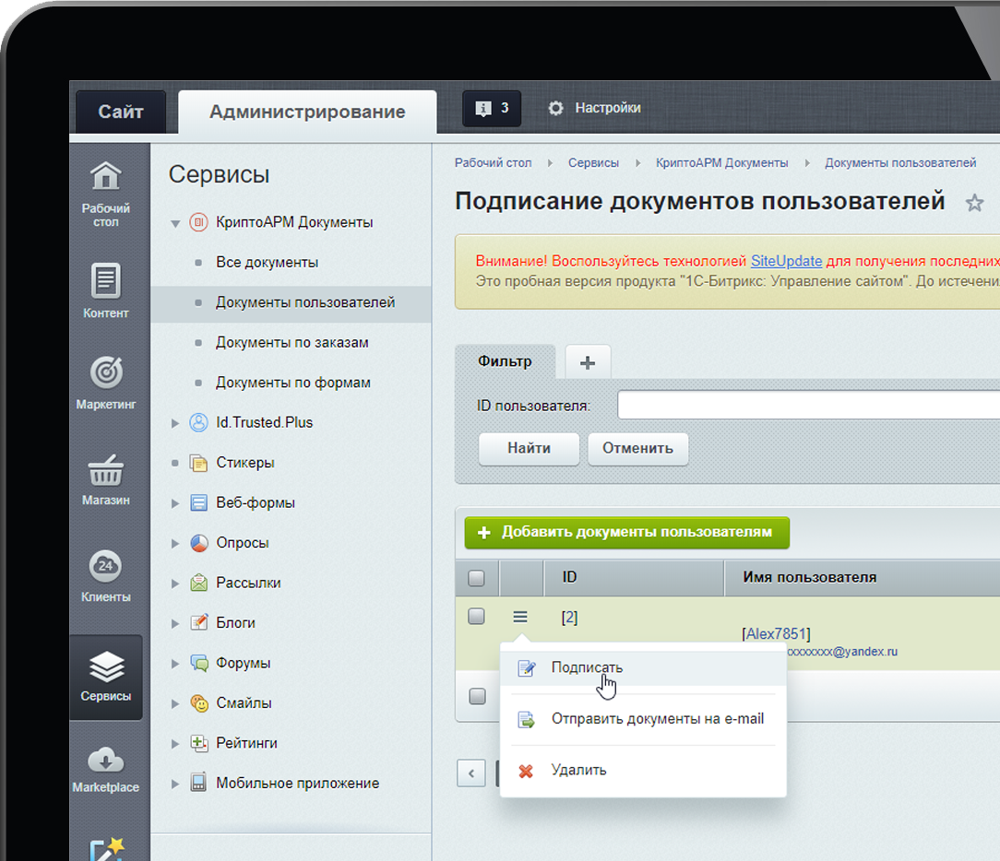 Сайт
Администрирование
3
Настройки
Рабочий
стол
Контент
Маркетинг
Магазин
24
Клиенты
Сервисы
Marketplace
Сервисы
КриптоАРМ Документы
Все документы
Документы пользователей
Документы по заказам
Документы по формам
Id.Trusted.Plus
Стикеры
Веб-формы
Опросы
Рассылки
Блоги
Форумы
Смайлы
Рейтинги
Мобильное приложение
Рабочий стол Сервисы КриптоАРМ Документы Документы пользователей
Подписание документов пользователей
Внимание! Воспользуйтесь технологией SiteUpdate для получения последних
Это пробная версия продукта "1С-Битрикс: Управление сайтом". До истечени
Фильтр
ID пользователя:
Найти Отменить
Добавить документы пользователям
ID Имя пользователя
[2]
[Alex7851]
xxxxxxx@yandex.ru
Подписать
Отправить документы на e-mail
Удалить